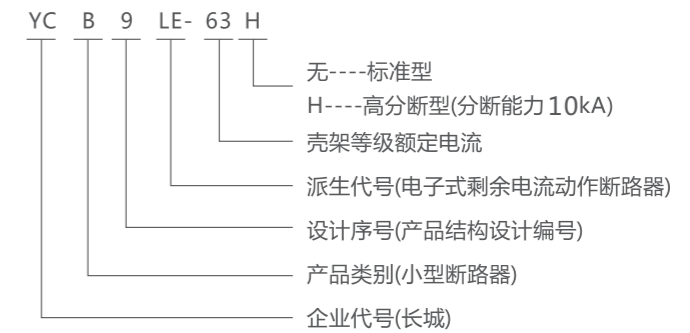 YC B 9 LE- 63 H
无----标准型
H----高分断型(分断能力10kA)
壳架等级额定电流
派生代号(电子式剩余电流动作断路器)
设计序号(产品结构设计编号)
产品类别(小型断路器)
企业代号(长城)